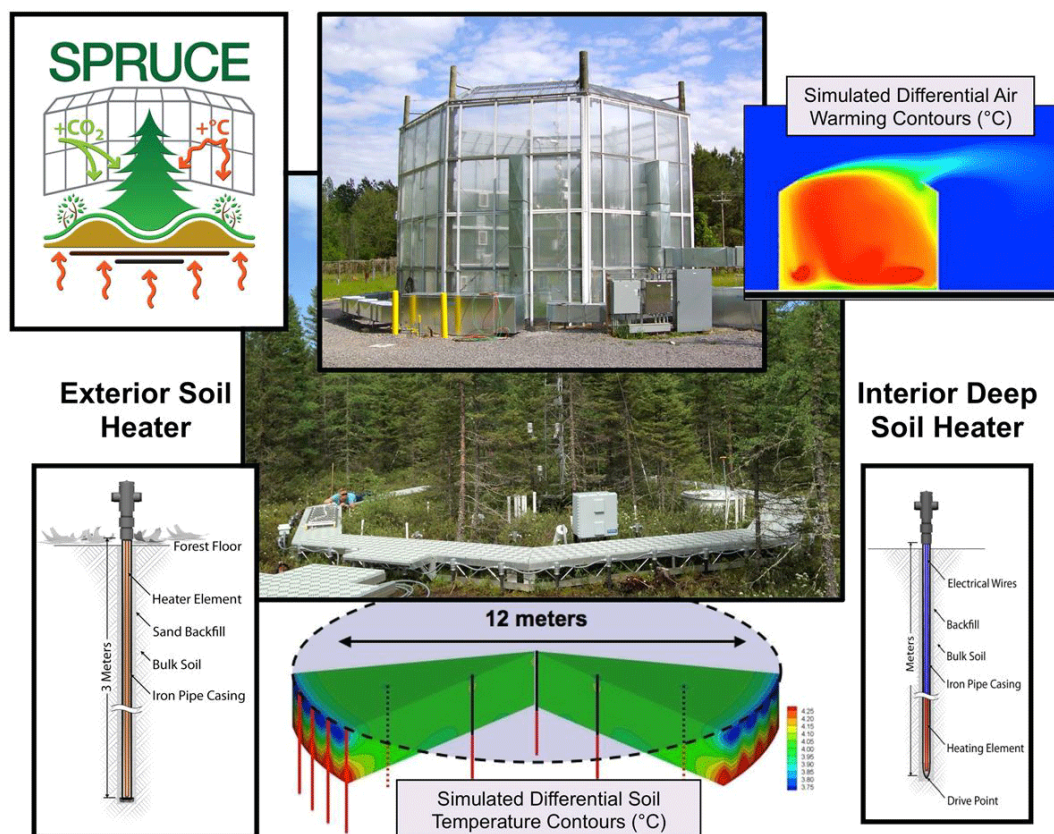 SPRUCE
+CO₂
+°C
Simulated Differential Air
Warming Contours (°C)
Exterior Soil
Heater
Interior Deep
Soil Heater
Forest Floor
Heater Element
Sand Backfill
Bulk Soil
Iron Pipe Casing
3 Meters
12 meters
4.25
4.20
4.15
4.10
4.05
4.00
3.95
3.90
3.85
3.80
3.75
Simulated Differential Soil
Temperature Contours (°C)
Electrical Wires
Backfill
Bulk Soil
Iron Pipe Casing
Meters
Heating Element
Drive Point